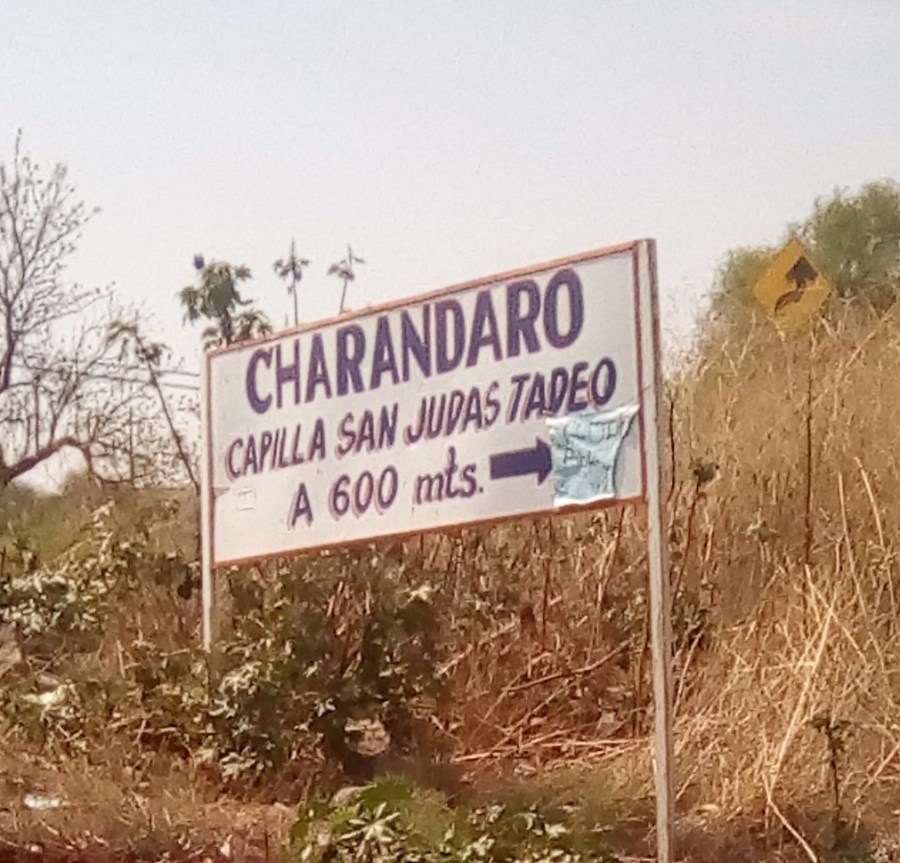 CHARANDARO
CAPILLA SAN JUDAS TADEO
A 600 mts.